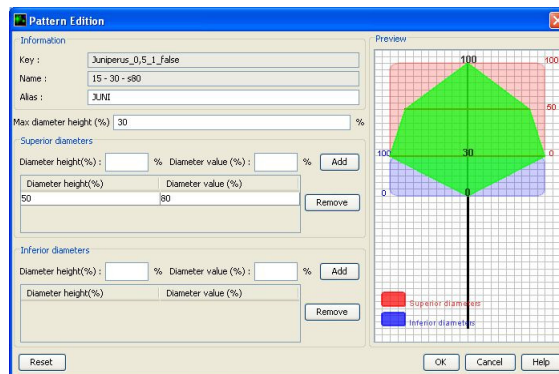 Pattern Edition
Information
Key : Juniperus_0,5_1_false
Name : 15 - 30 - s80
Alias : JUNI
Max diameter height (%) 30 %
Superior diameters
Diameter height(%) : % Diameter value (%) : % Add
Diameter height(%) Diameter value (%)
50 80
Remove
Inferior diameters
Diameter height(%) : % Diameter value (%) : % Add
Diameter height(%) Diameter value (%)
Remove
Preview
100 100
50
100 30 0
0 0
Superior diameters
Inferior diameters
Reset OK Cancel Help